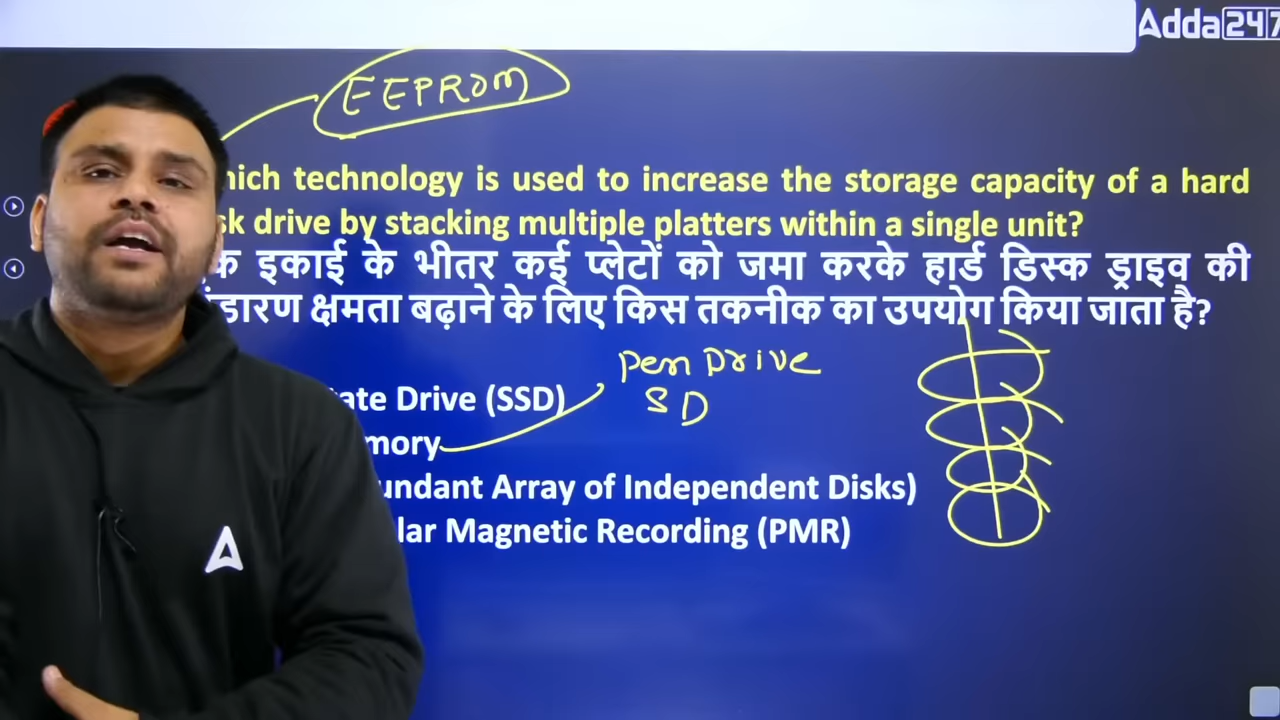 Adda247
EEPROM
hich technology is used to increase the storage capacity of a hard
sk drive by stacking multiple platters within a single unit?
क इकाई के भीतर कई प्लेटों को जमा करके हार्ड डिस्क ड्राइव की
ंडारण क्षमता बढ़ाने के लिए किस तकनीक का उपयोग किया जाता है?
Pen Drive
ate Drive (SSD)
SD
mory
undant Array of Independent Disks)
lar Magnetic Recording (PMR)